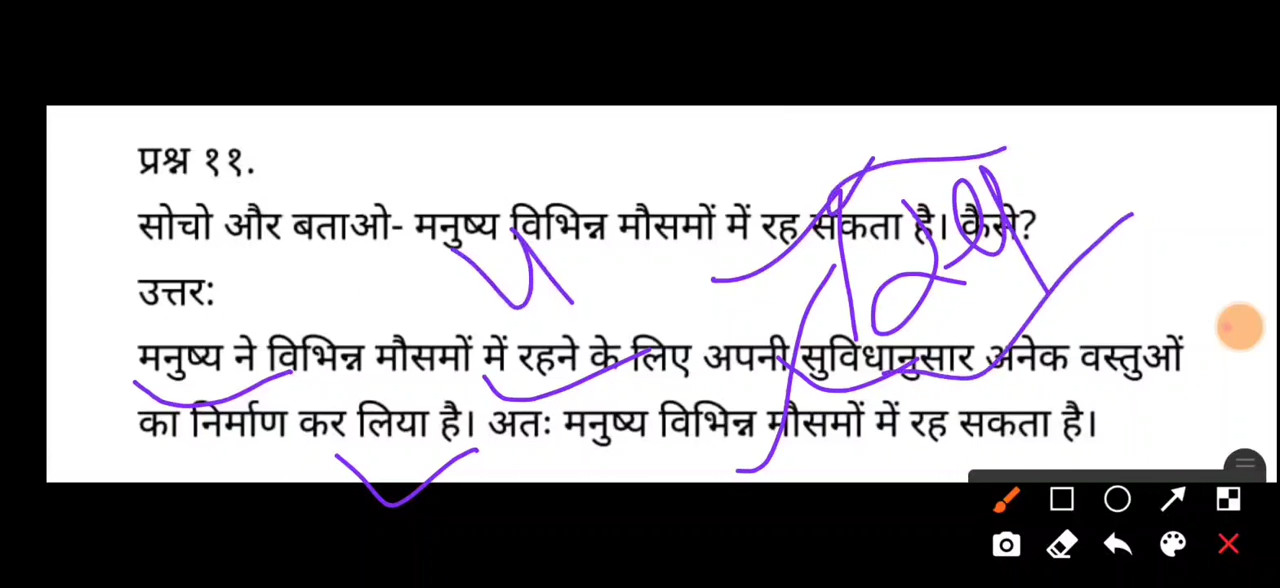 प्रश्न ११.
सोचो और बताओ- मनुष्य विभिन्न मौसमों में रह सकता है। कैसे?
उत्तर:
मनुष्य ने विभिन्न मौसमों में रहने के लिए अपनी सुविधानुसार अनेक वस्तुओं
का निर्माण कर लिया है। अतः मनुष्य विभिन्न मौसमों में रह सकता है।